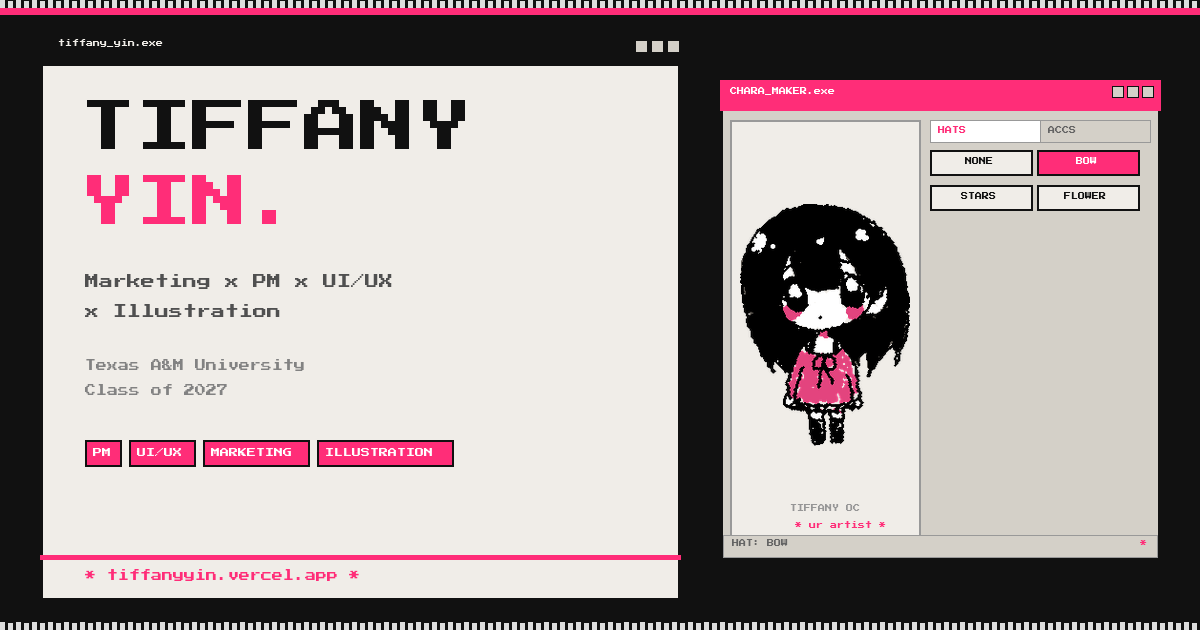 tiffany_yin.exe
TIFFANY
YIN.
Marketing x PM x UI/UX
x Illustration
Texas A&M University
Class of 2027
PM UI/UX MARKETING ILLUSTRATION
* tiffanyyin.vercel.app *
CHARA_MAKER.exe
HATS ACCS
NONE BOW
STARS FLOWER
TIFFANY OC
* ur artist *
HAT: BOW *